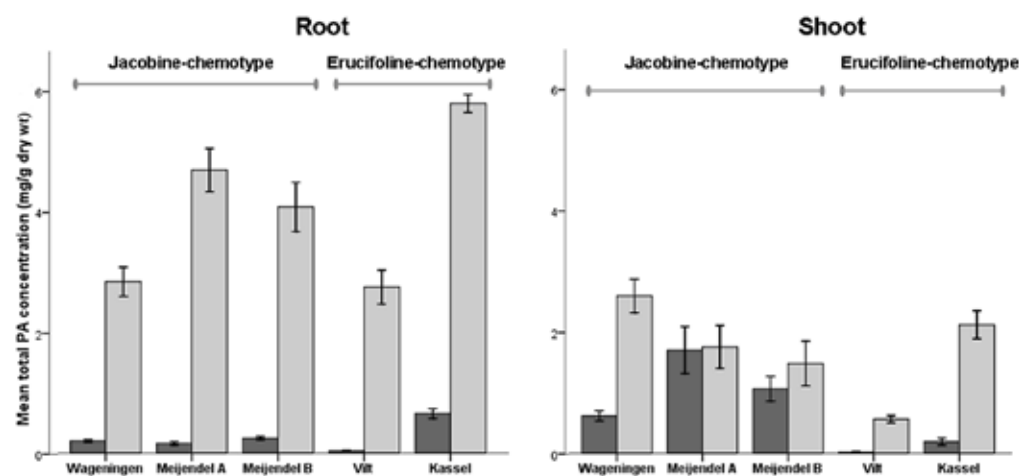 Root
Jacobine-chemotype Erucifoline-chemotype
Mean total PA concentration (mg/g dry wt)
6
4
2
0
Wageningen Meijendel A Meijendel B Vilt Kassel
Shoot
Jacobine-chemotype Erucifoline-chemotype
6
4
2
0
Wageningen Meijendel A Meijendel B Vilt Kassel